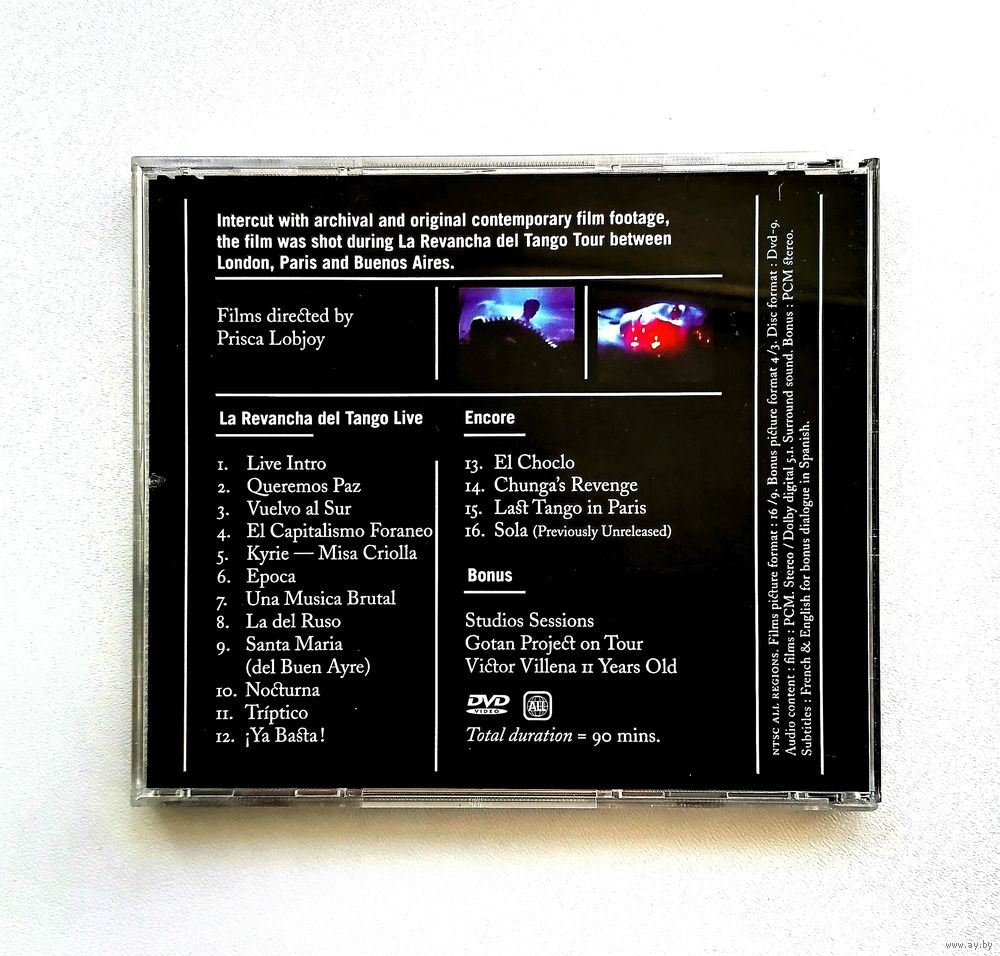 Intercut with archival and original contemporary film footage,
the film was shot during La Revancha del Tango Tour between
London, Paris and Buenos Aires.
Films directed by
Prisca Lobjoy
La Revancha del Tango Live
1. Live Intro
2. Queremos Paz
3. Vuelvo al Sur
4. El Capitalismo Foraneo
5. Kyrie — Misa Criolla
6. Epoca
7. Una Musica Brutal
8. La del Ruso
9. Santa Maria
(del Buen Ayre)
10. Nocturna
11. Tríptico
12. ¡Ya Basta!
Encore
13. El Choclo
14. Chunga's Revenge
15. Last Tango in Paris
16. Sola (Previously Unreleased)
Bonus
Studios Sessions
Gotan Project on Tour
Victor Villena 11 Years Old
DVD
VIDEO
ALL
Total duration = 90 mins.
NTSC ALL REGIONS. Films picture format : 16/9. Bonus picture format 4/3. Disc format : Dvd-9.
Audio content : films : PCM. Stereo / Dolby digital 5.1. Surround sound. Bonus : PCM stereo.
Subtitles : French & English for bonus dialogue in Spanish.
www.ay.by